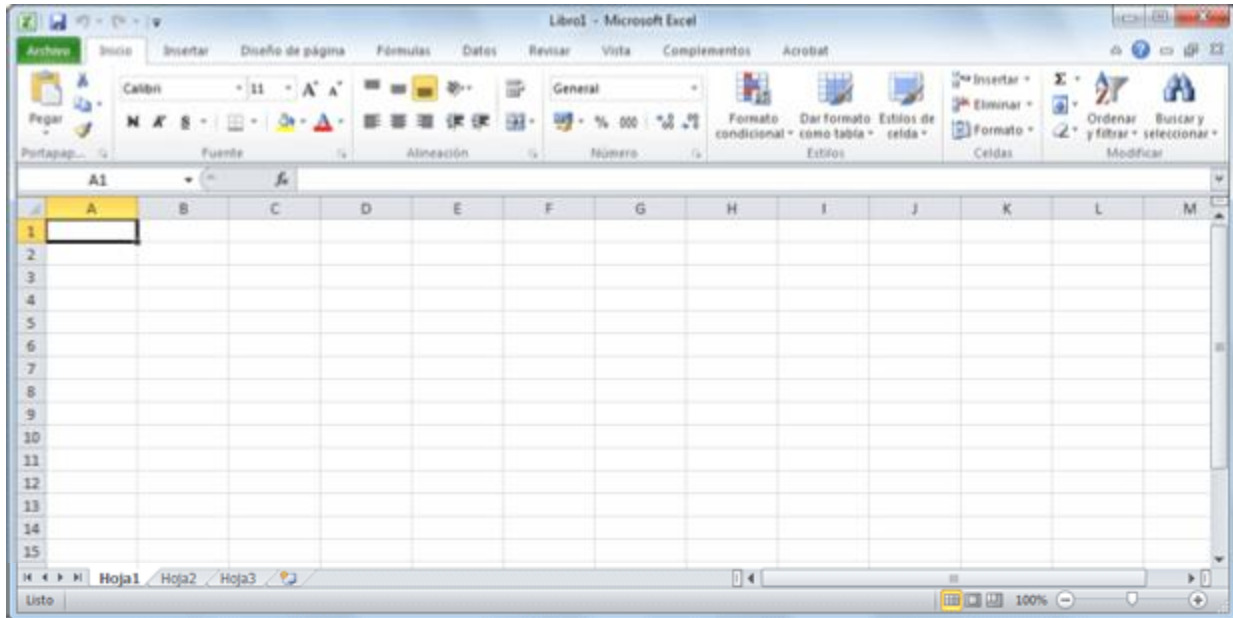 Libro1 - Microsoft Excel
Archivo Inicio Insertar Diseño de página Fórmulas Datos Revisar Vista Complementos Acrobat
Calibri 11 General Insertar Σ
Pegar Eliminar
N K S % 000 Formato condicional Dar formato como tabla Estilos de celda Formato Ordenar y filtrar Buscar y seleccionar
Portapap... Fuente Alineación Número Estilos Celdas Modificar
A1 fx
A B C D E F G H I J K L M
1
2
3
4
5
6
7
8
9
10
11
12
13
14
15
Hoja1 Hoja2 Hoja3
Listo 100%